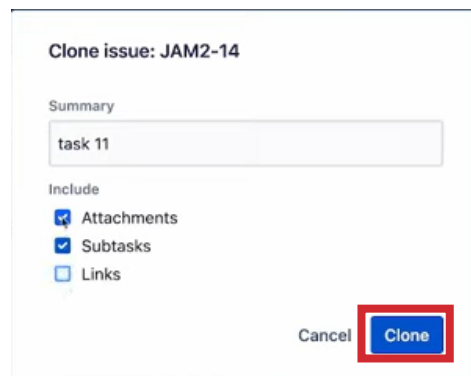 Clone issue: JAM2-14
Summary
task 11
Include
Attachments
Subtasks
Links
Cancel Clone